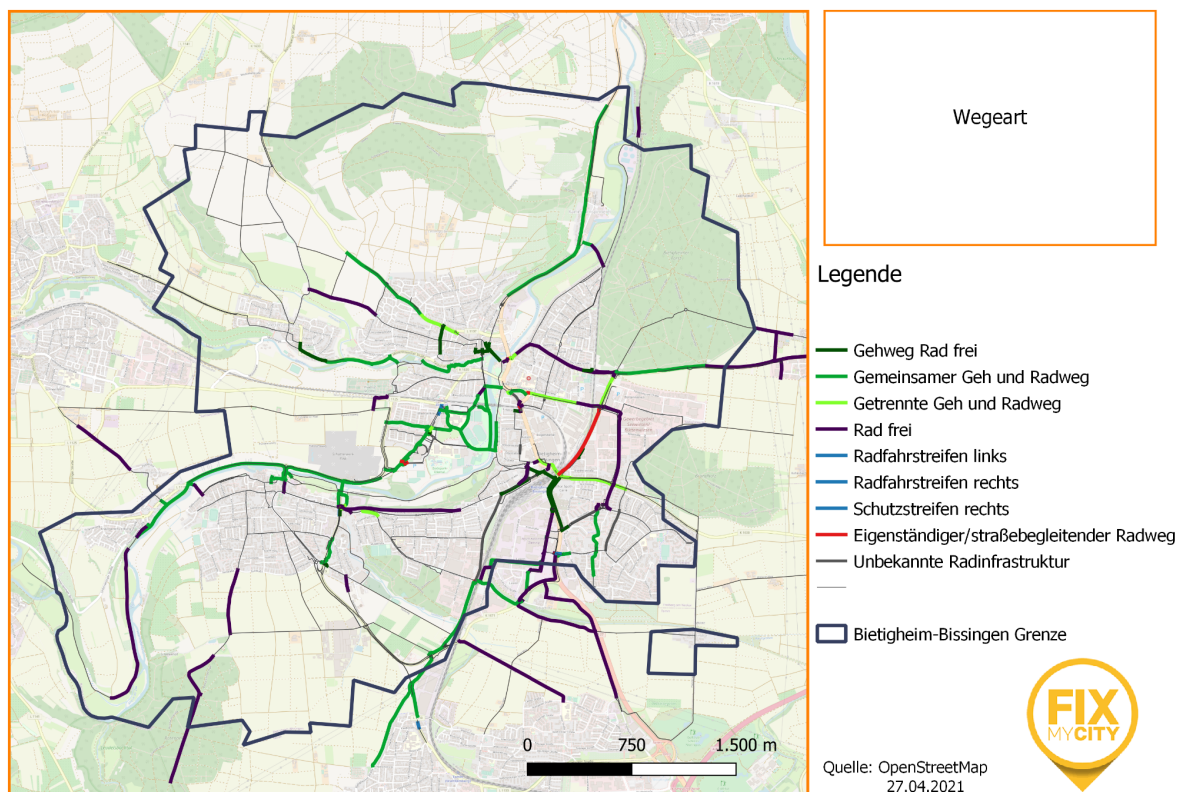 Wegeart
Legende
Gehweg Rad frei
Gemeinsamer Geh und Radweg
Getrennte Geh und Radweg
Rad frei
Radfahrstreifen links
Radfahrstreifen rechts
Schutzstreifen rechts
Eigenständiger/straßebegleitender Radweg
Unbekannte Radinfrastruktur
Bietigheim-Bissingen Grenze
0 750 1.500 m
FIX
MYCITY
Quelle: OpenStreetMap
27.04.2021